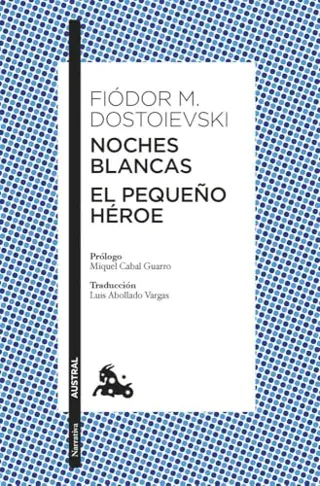 FIÓDOR M.
DOSTOIEVSKI
NOCHES
BLANCAS
EL PEQUEÑO
HÉROE
Prólogo
Miquel Cabal Guarro
Traducción
Luis Abollado Vargas
AUSTRAL
Narrativa